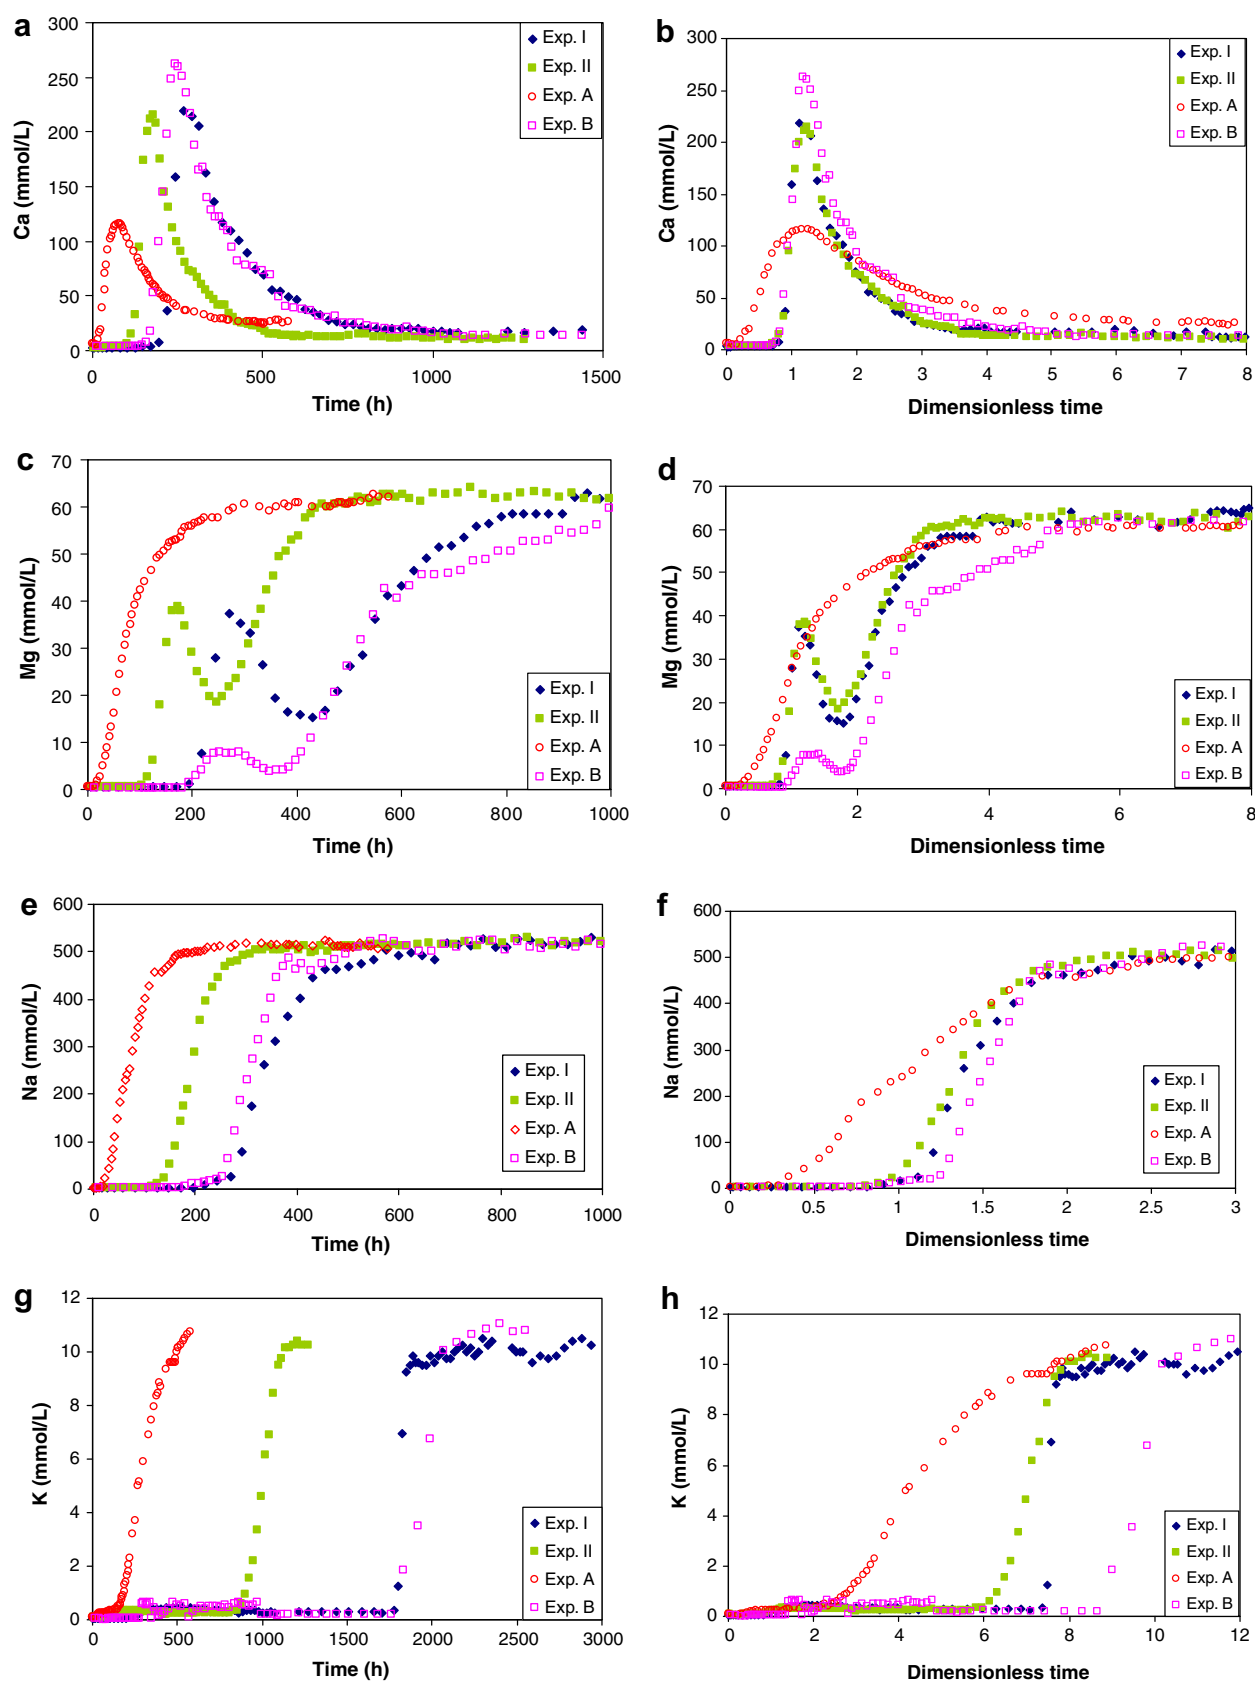 a
300
250
200
150
100
50
0
Ca (mmol/L)
0 500 1000 1500
Time (h)
Exp. I
Exp. II
Exp. A
Exp. B
b
300
250
200
150
100
50
0
Ca (mmol/L)
0 1 2 3 4 5 6 7 8
Dimensionless time
Exp. I
Exp. II
Exp. A
Exp. B
c
70
60
50
40
30
20
10
0
Mg (mmol/L)
0 200 400 600 800 1000
Time (h)
Exp. I
Exp. II
Exp. A
Exp. B
d
70
60
50
40
30
20
10
0
Mg (mmol/L)
0 2 4 6 8
Dimensionless time
Exp. I
Exp. II
Exp. A
Exp. B
e
600
500
400
300
200
100
0
Na (mmol/L)
0 200 400 600 800 1000
Time (h)
Exp. I
Exp. II
Exp. A
Exp. B
f
600
500
400
300
200
100
0
Na (mmol/L)
0 0.5 1 1.5 2 2.5 3
Dimensionless time
Exp. I
Exp. II
Exp. A
Exp. B
g
12
10
8
6
4
2
0
K (mmol/L)
0 500 1000 1500 2000 2500 3000
Time (h)
Exp. I
Exp. II
Exp. A
Exp. B
h
12
10
8
6
4
2
0
K (mmol/L)
0 2 4 6 8 10 12
Dimensionless time
Exp. I
Exp. II
Exp. A
Exp. B